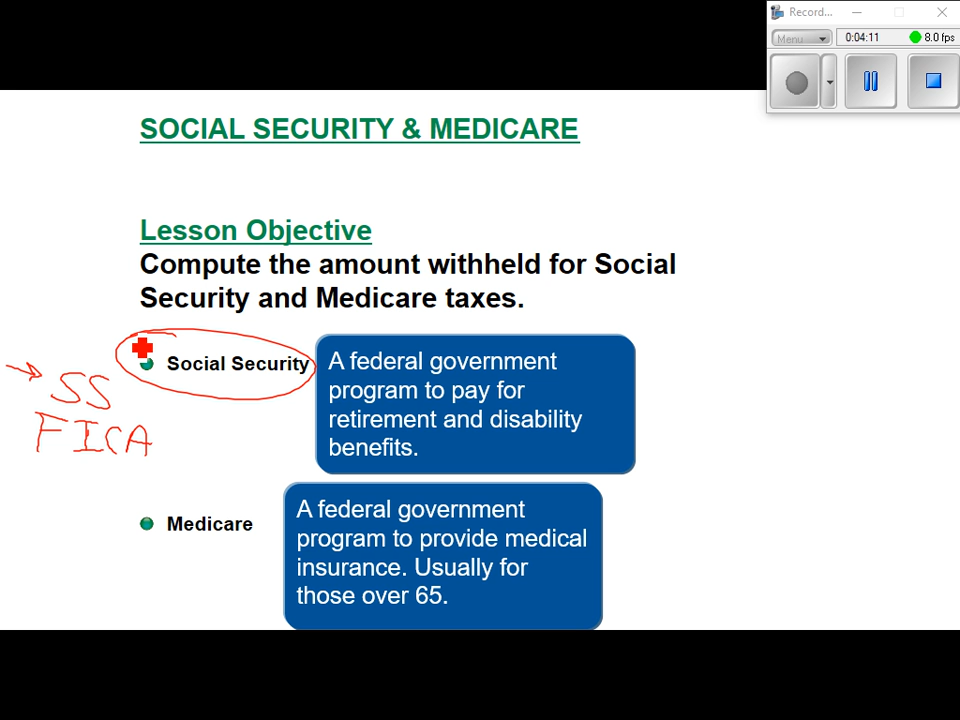 Record...
Menu
0:04:11
8.0 fps
SOCIAL SECURITY & MEDICARE
Lesson Objective
Compute the amount withheld for Social
Security and Medicare taxes.
Social Security
A federal government
program to pay for
retirement and disability
benefits.
SS
FICA
Medicare
A federal government
program to provide medical
insurance. Usually for
those over 65.